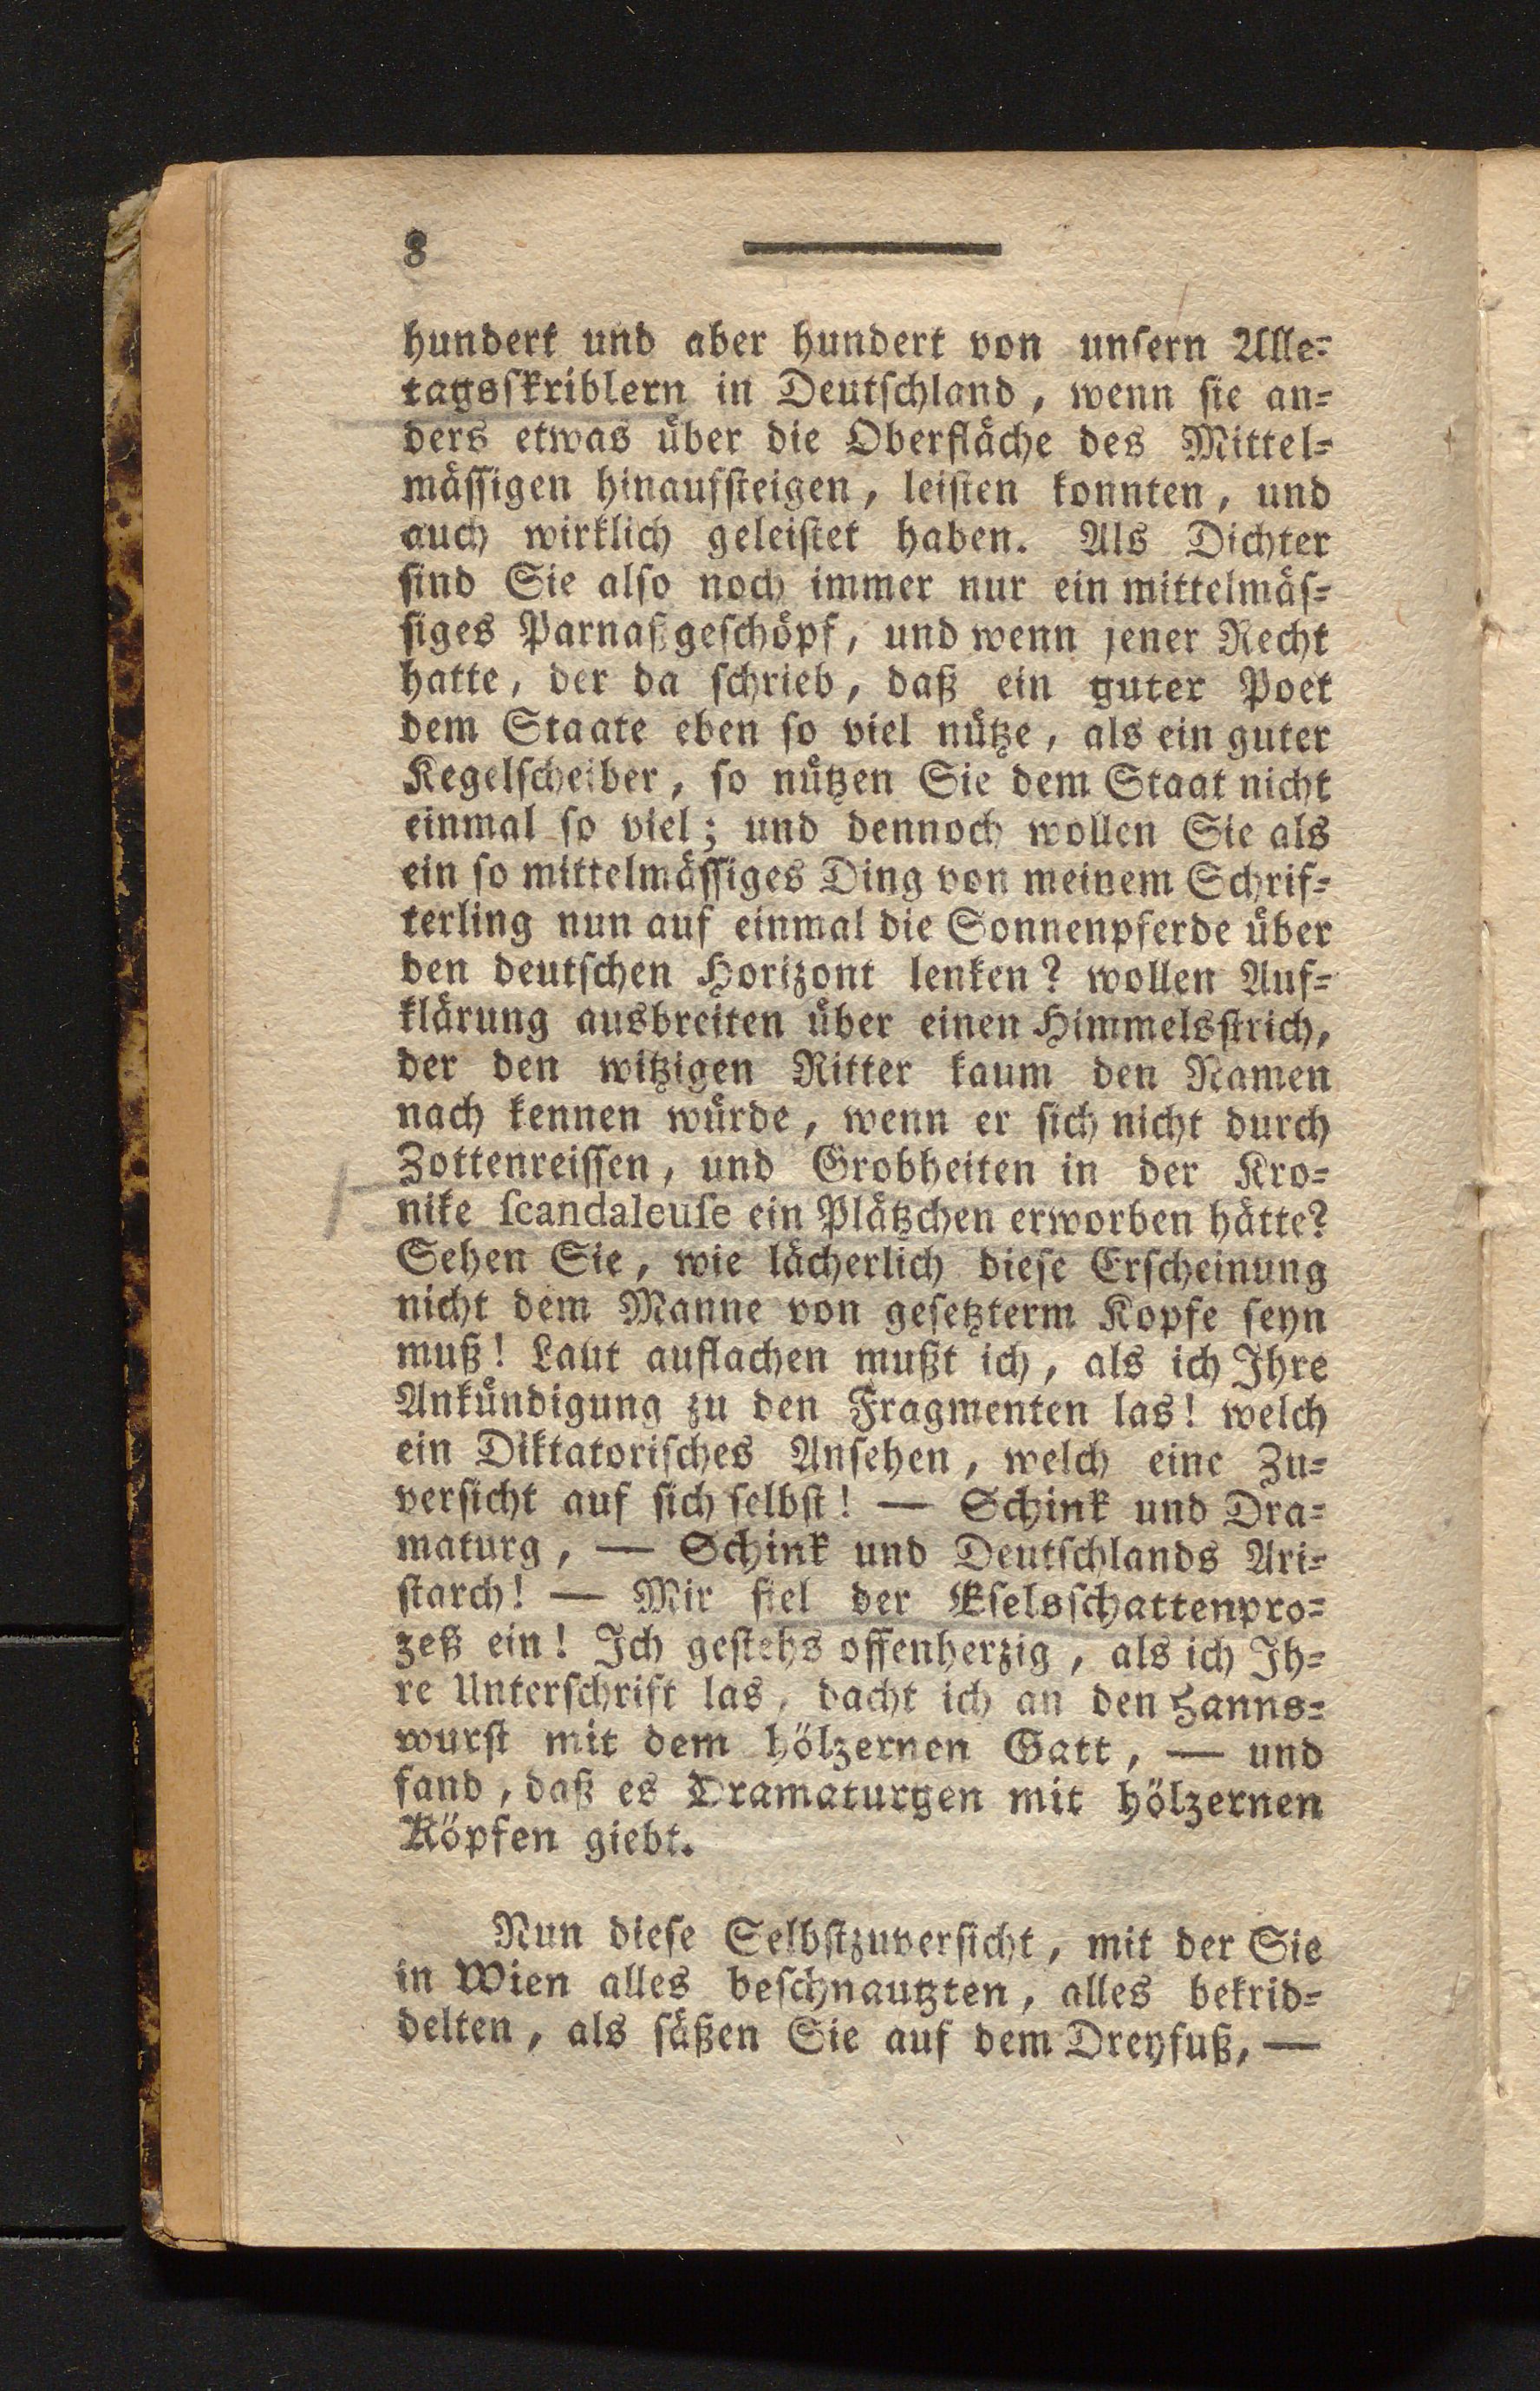 8
hundert und aber hundert von unſern Alle⸗
tagsſkriblern in Deutſchland, wenn ſie an⸗
ders etwas über die Oberfläche des Mittel⸗
mäſſigen hinaufſteigen, leiſten konnten, und
auch wirklich geleiſtet haben. Als Dichter
ſind Sie alſo noch immer nur ein mittelmäſ⸗
ſiges Parnaßgeſchöpf, und wenn jener Recht
hatte, der da ſchrieb, daß ein guter Poet
dem Staate eben ſo viel nütze, als ein guter
Kegelſcheiber, ſo nützen Sie dem Staat nicht
einmal ſo viel; und dennoch wollen Sie als
ein ſo mittelmäſſiges Ding von meinem Schrif⸗
terling nun auf einmal die Sonnenpferde über
den deutſchen Horizont lenken? wollen Auf⸗
klärung ausbreiten über einen Himmelsſtrich,
der den witzigen Ritter kaum den Namen
nach kennen würde, wenn er ſich nicht durch
Zottenreiſſen, und Grobheiten in der Kro⸗
nike ſcandaleuſe ein Plätzchen erworben hätte?
Sehen Sie, wie lächerlich dieſe Erſcheinung
nicht dem Manne von geſetzterm Kopfe ſeyn
muß! Laut auflachen mußt ich, als ich Ihre
Ankündigung zu den Fragmenten las! welch
ein Diktatoriſches Anſehen, welch eine Zu⸗
verſicht auf ſich ſelbſt! — Schink und Dra⸗
maturg, — Schink und Deutſchlands Ari⸗
ſtarch! — Mir fiel der Eſelsſchattenpro⸗
zeß ein! Ich geſtehs offenherzig, als ich Ih⸗
re Unterſchrift las, dacht ich an den Hanns⸗
wurſt mit dem hölzernen Gatt, — und
fand, daß es Dramaturgen mit hölzernen
Köpfen giebt.
Nun dieſe Selbſtzuverſicht, mit der Sie
in Wien alles beſchnautzten, alles bekrid⸗
delten, als ſäßen Sie auf dem Dreyfuß, —